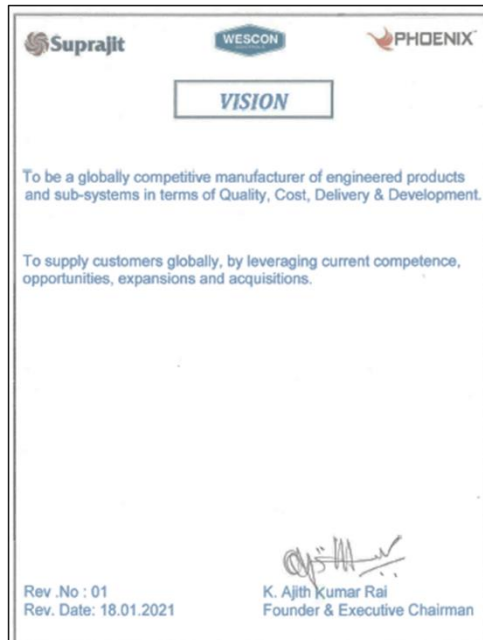 Suprajit WESCON PHOENIX
VISION
To be a globally competitive manufacturer of engineered products
and sub-systems in terms of Quality, Cost, Delivery & Development.
To supply customers globally, by leveraging current competence,
opportunities, expansions and acquisitions.
Rev .No : 01
Rev. Date: 18.01.2021
K. Ajith Kumar Rai
Founder & Executive Chairman